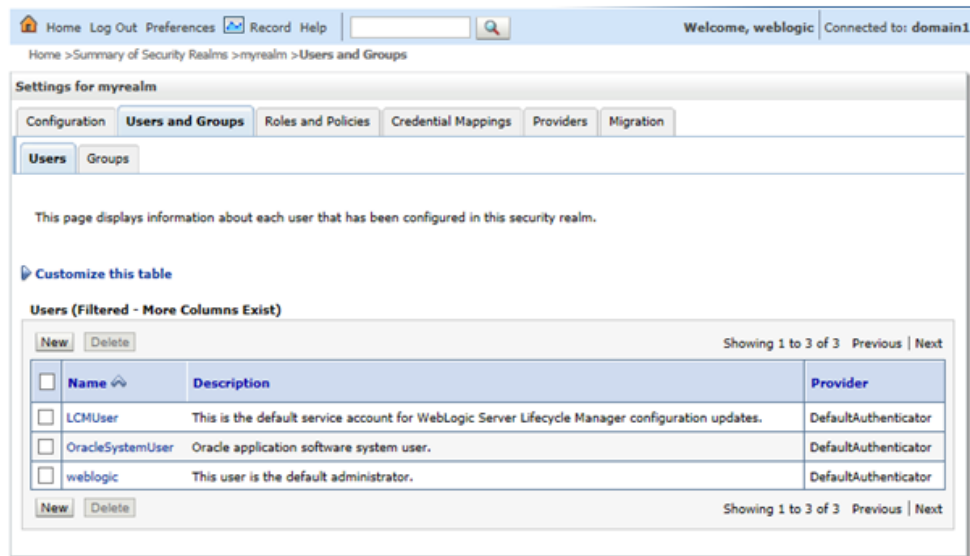 Home Log Out Preferences Record Help Welcome, weblogic Connected to: domain1
Home >Summary of Security Realms >myrealm >Users and Groups
Settings for myrealm
Configuration Users and Groups Roles and Policies Credential Mappings Providers Migration
Users Groups
This page displays information about each user that has been configured in this security realm.
Customize this table
Users (Filtered - More Columns Exist)
New Delete Showing 1 to 3 of 3 Previous | Next
Name Description Provider
LCMUser This is the default service account for WebLogic Server Lifecycle Manager configuration updates. DefaultAuthenticator
OracleSystemUser Oracle application software system user. DefaultAuthenticator
weblogic This user is the default administrator. DefaultAuthenticator
New Delete Showing 1 to 3 of 3 Previous | Next